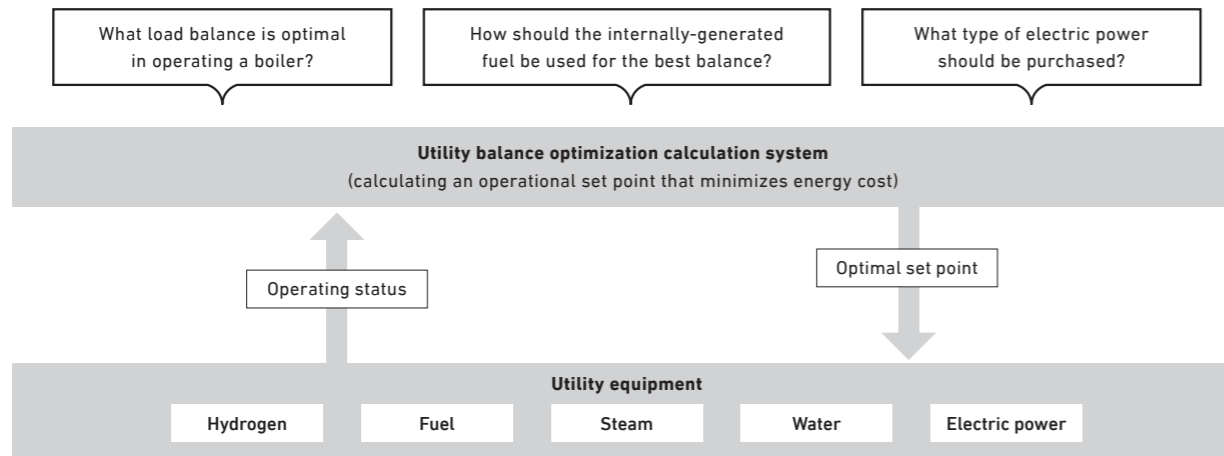 What load balance is optimal
in operating a boiler?
How should the internally-generated
fuel be used for the best balance?
What type of electric power
should be purchased?
Utility balance optimization calculation system
(calculating an operational set point that minimizes energy cost)
Operating status
Optimal set point
Utility equipment
Hydrogen
Fuel
Steam
Water
Electric power